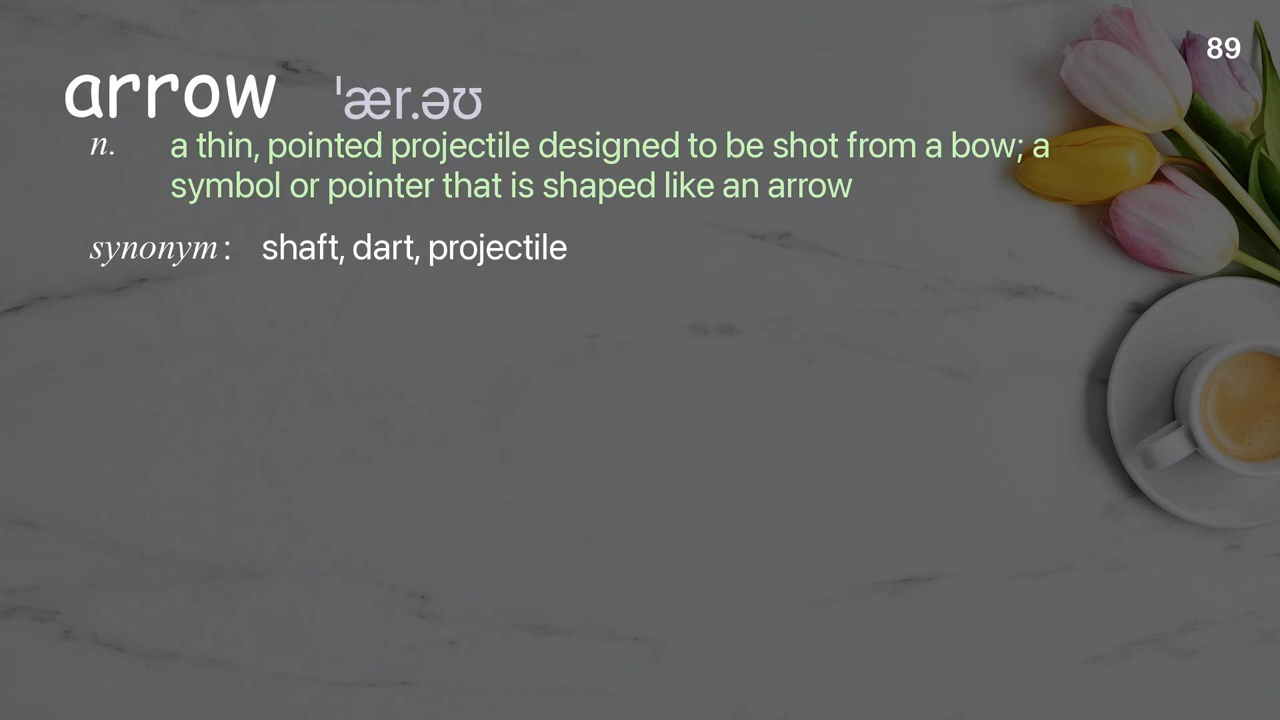 89
arrow ˈær.əʊ
n. a thin, pointed projectile designed to be shot from a bow; a
symbol or pointer that is shaped like an arrow
synonym: shaft, dart, projectile